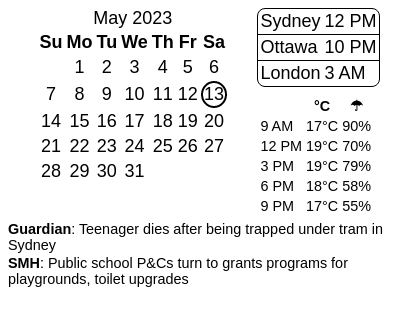 May 2023
Su Mo Tu We Th Fr Sa
1 2 3 4 5 6
7 8 9 10 11 12 13
14 15 16 17 18 19 20
21 22 23 24 25 26 27
28 29 30 31
Sydney 12 PM
Ottawa 10 PM
London 3 AM
°C ☂
9 AM 17°C 90%
12 PM 19°C 70%
3 PM 19°C 79%
6 PM 18°C 58%
9 PM 17°C 55%
Guardian: Teenager dies after being trapped under tram in
Sydney
SMH: Public school P&Cs turn to grants programs for
playgrounds, toilet upgrades